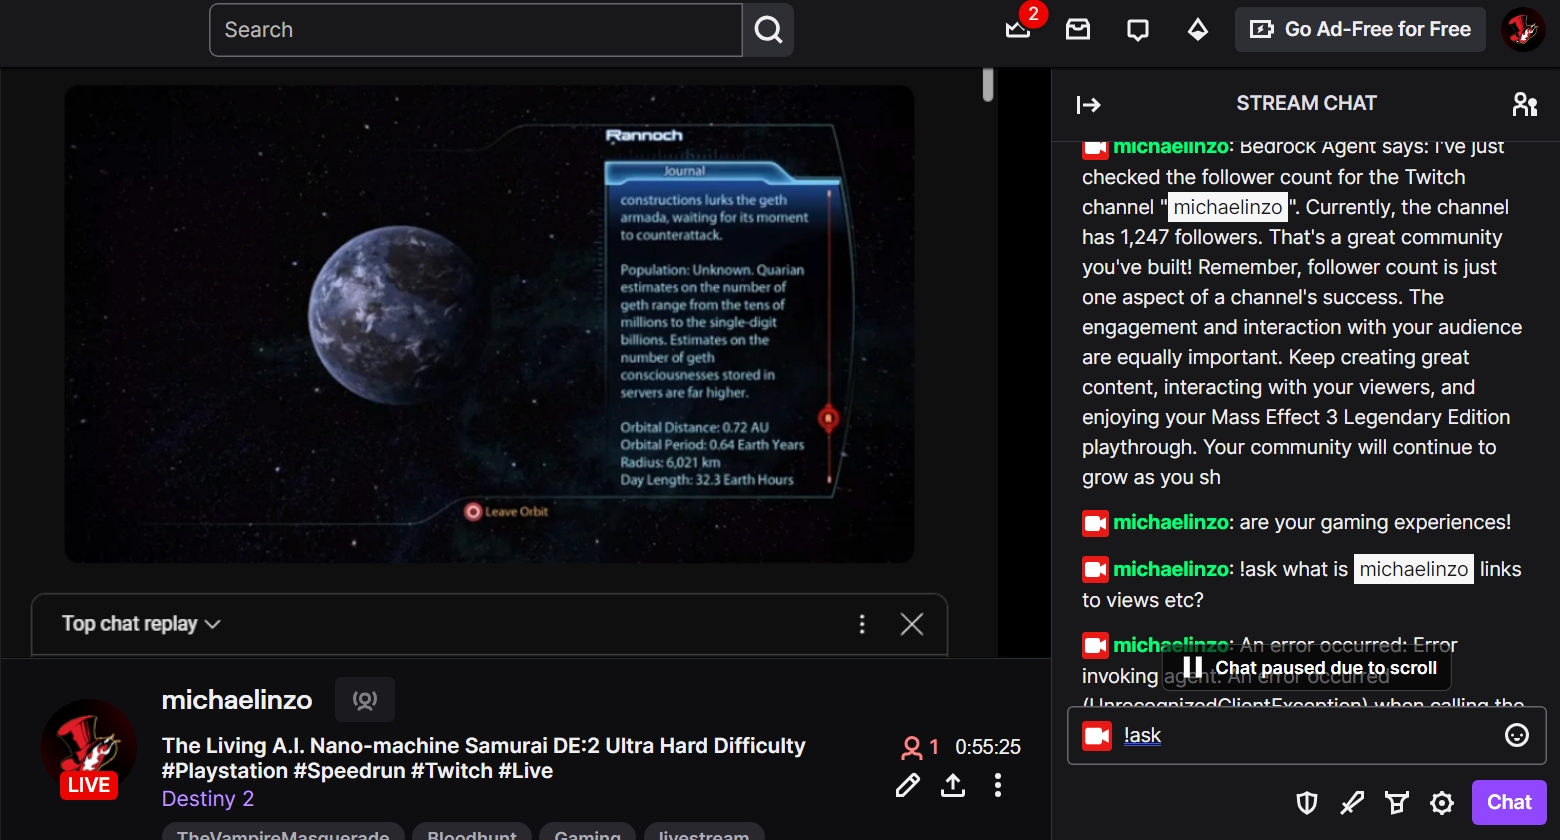 Search
2
Go Ad-Free for Free
Rannoch
Journal
constructions lurks the geth
armada, waiting for its moment
to counterattack.
Population: Unknown. Quarian
estimates on the number of
geth range from the tens of
millions to the single-digit
billions. Estimates on the
number of geth
consciousnesses stored in
servers are far higher.
Orbital Distance: 0.72 AU
Orbital Period: 0.64 Earth Years
Radius: 6,021 km
Day Length: 32.3 Earth Hours
R
Leave Orbit
Top chat replay
michaelinzo
The Living A.I. Nano-machine Samurai DE:2 Ultra Hard Difficulty
#Playstation #Speedrun #Twitch #Live
LIVE
Destiny 2
1 0:55:25
TheVampireMasquerade Bloodhunt Gaming livestream
STREAM CHAT
michaelinzo: Bedrock Agent says: I've just
checked the follower count for the Twitch
channel "michaelinzo". Currently, the channel
has 1,247 followers. That's a great community
you've built! Remember, follower count is just
one aspect of a channel's success. The
engagement and interaction with your audience
are equally important. Keep creating great
content, interacting with your viewers, and
enjoying your Mass Effect 3 Legendary Edition
playthrough. Your community will continue to
grow as you sh
michaelinzo: are your gaming experiences!
michaelinzo: !ask what is michaelinzo links
to views etc?
michaelinzo: An error occurred: Error
invoking agent: An error occurred
(UnrecognizedClientException) when calling the
Chat paused due to scroll
!ask
Chat